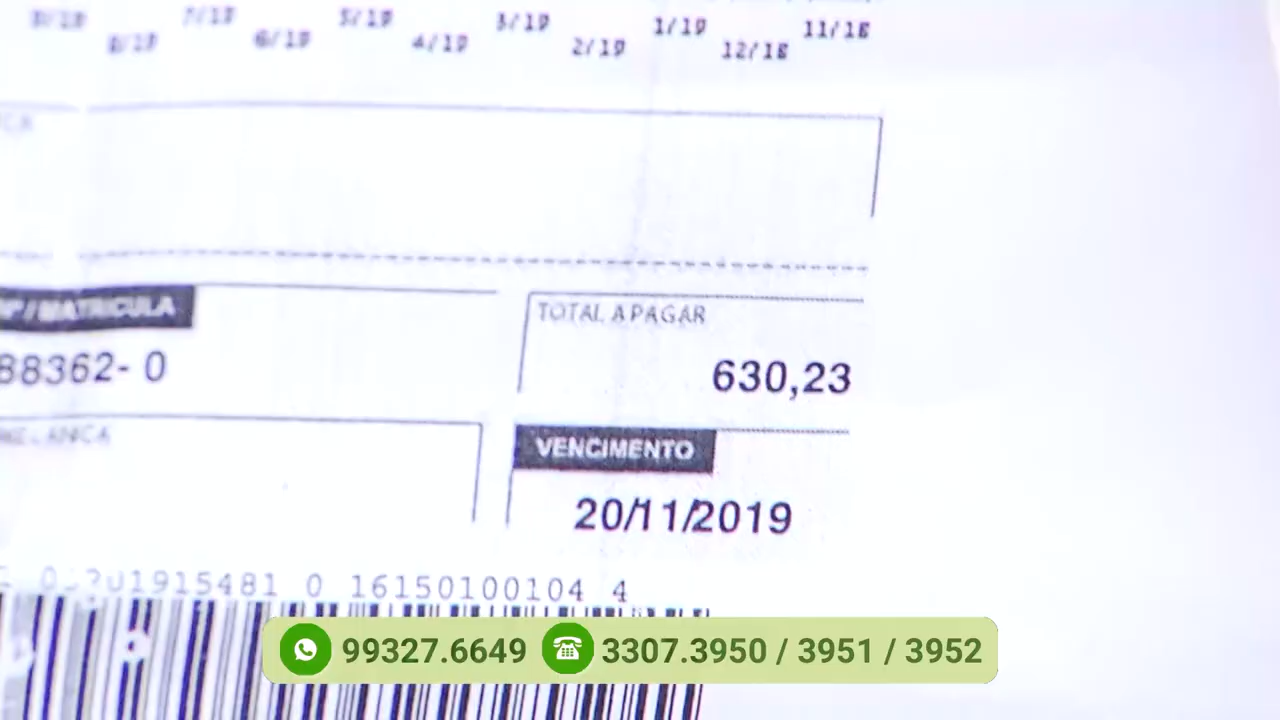 7/19 5/19 3/19 1/19 11/18
8/19 6/19 4/19 2/19 12/18
/MATRICULA
88362- 0
TOTAL A PAGAR
630,23
VENCIMENTO
20/11/2019
01915481 0 16150100104 4
99327.6649 3307.3950 / 3951 / 3952